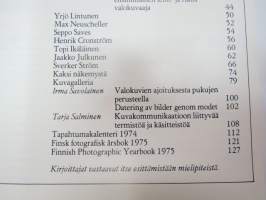 valokuvaaja 44
Yrjö Lintunen 50
Max Neuscheller 56
Seppo Saves 52
Henrik Cronström 60
Tepi Ikäläinen 64
Jaakko Julkunen 58
Sverker Ström 66
Kaksi näkemystä 74
Kuvagalleria 79
Irma Savolainen Valokuvien ajoituksesta pukujen
perusteella 100
Datering av bilder genom modet 102
Tarja Salminen Kuvakommunikaatioon liittyvää
termistöä ja käsitteistöä 108
Tapahtumakalenteri 1974 112
Finsk fotografisk årsbok 1975 121
Finnish Photographic Yearbook 1975 127
Kirjoittajat vastaavat itse esittämistään mielipiteistä.